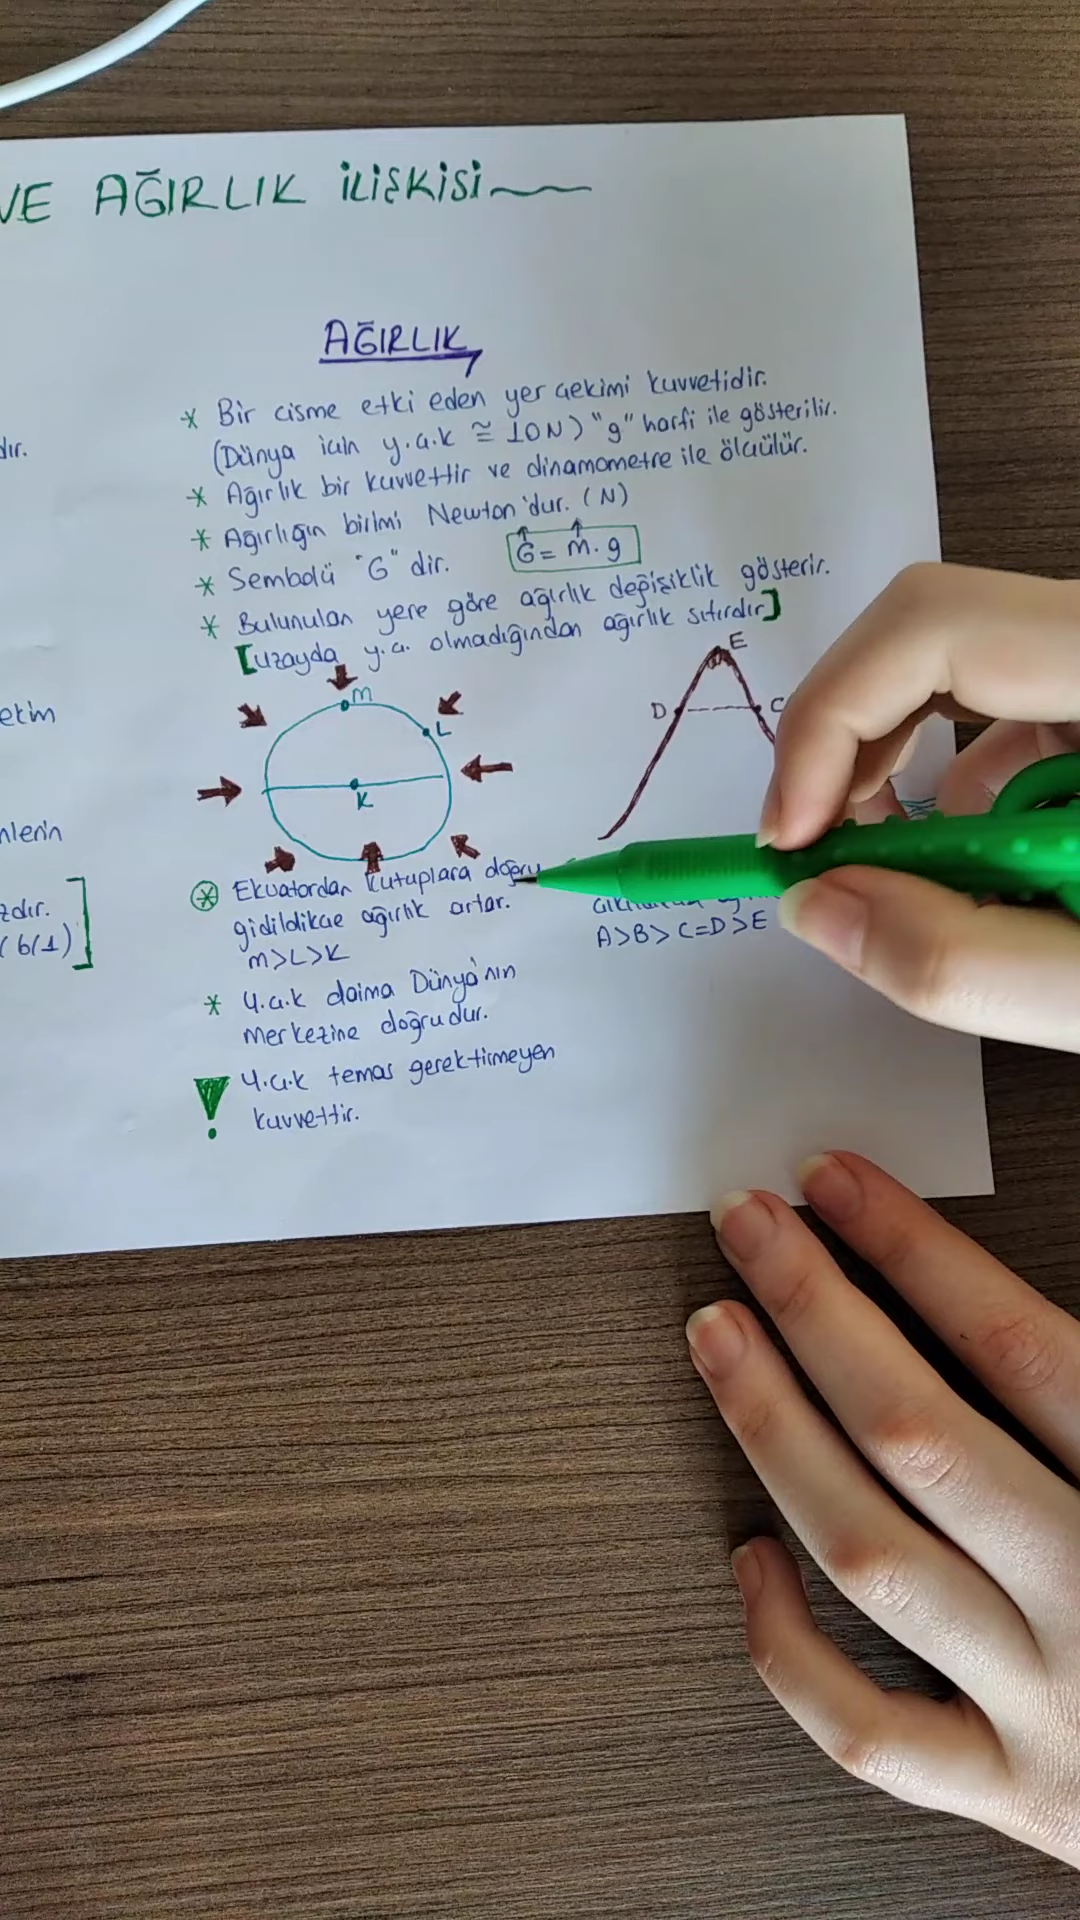 VE AĞIRLIK İLİŞKİSİ
AĞIRLIK
* Bir cisme etki eden yer çekimi kuvvetidir.
(Dünya için y.ç.k ≅ 10N) "g" harfi ile gösterilir.
* Ağırlık bir kuvvettir ve dinamometre ile ölçülür.
* Ağırlığın birimi Newton'dur. (N)
* Sembolü "G" dir.
G = m.g
* Bulunulan yere göre ağırlık değişiklik gösterir.
[uzayda y.ç. olmadığından ağırlık sıfırdır]
M
L
K
E
D
C
* Ekvatordan kutuplara doğru
gidildikçe ağırlık artar.
M>L>K
A>B>C=D>E
* Y.ç.k daima Dünya'nın
merkezine doğrudur.
! Y.ç.k temas gerektirmeyen
kuvvettir.
dır.
(6/1)]